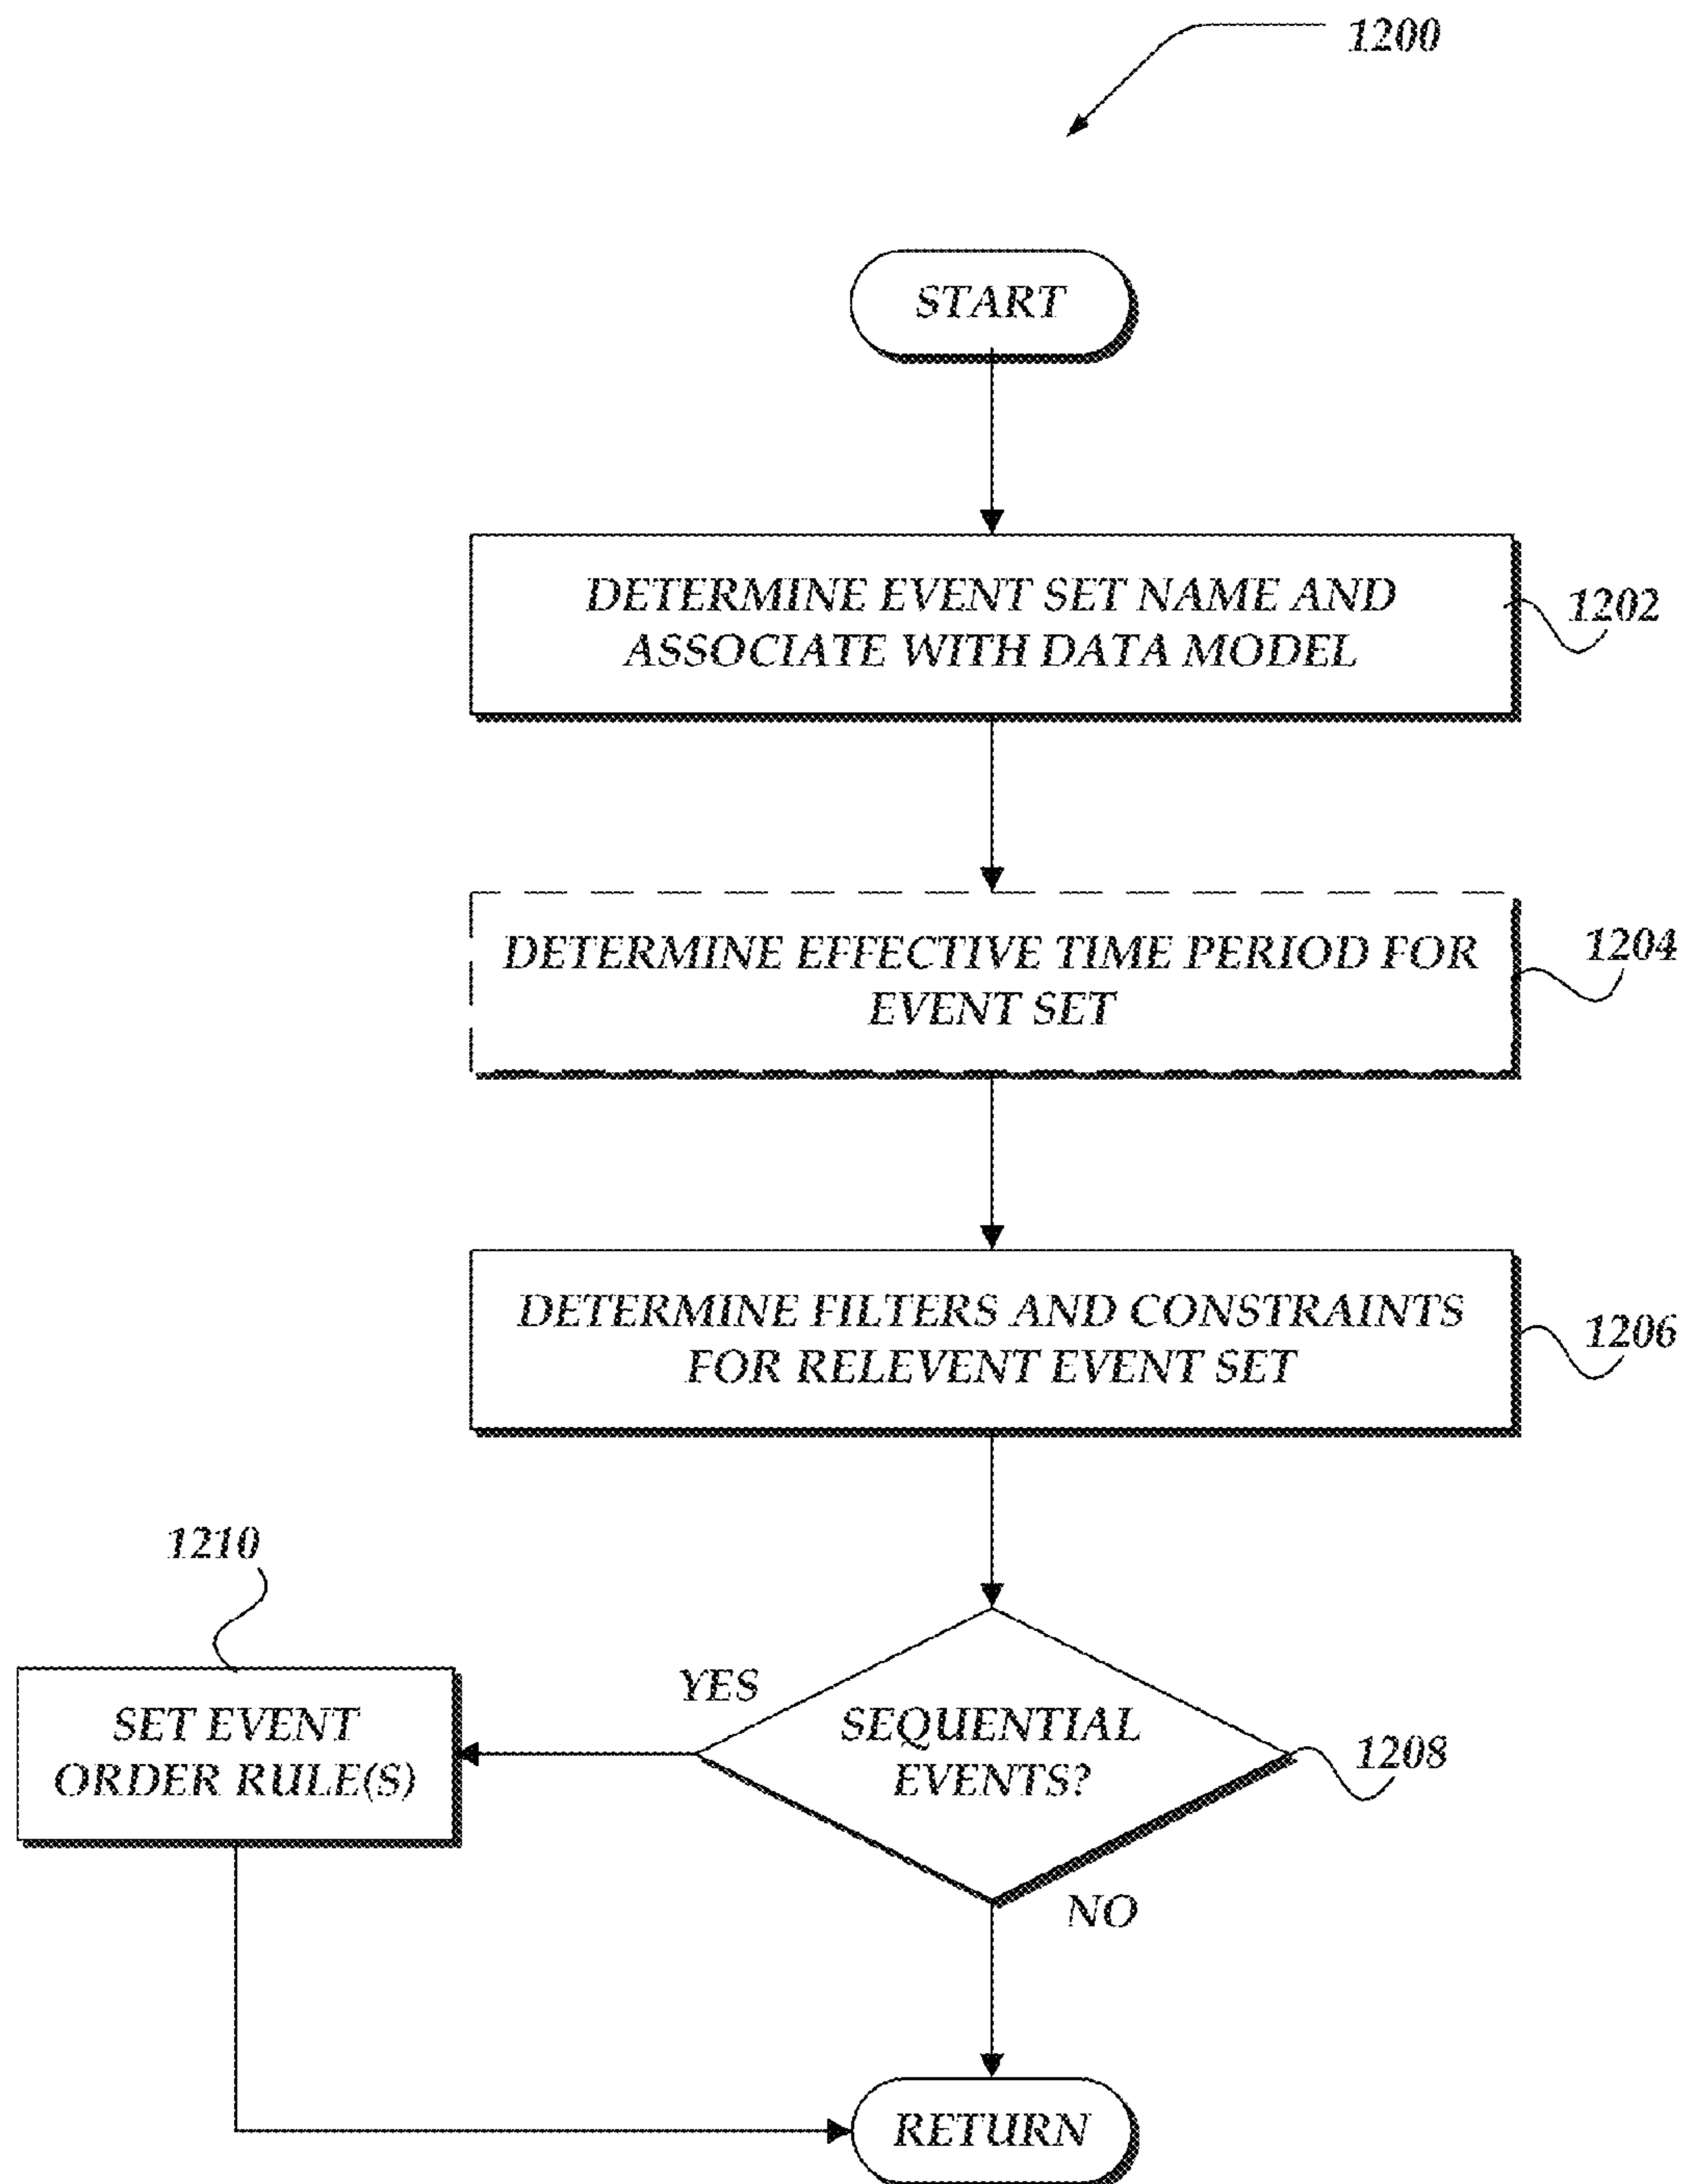 1200
START
DETERMINE EVENT SET NAME AND
ASSOCIATE WITH DATA MODEL
1202
DETERMINE EFFECTIVE TIME PERIOD FOR
EVENT SET
1204
DETERMINE FILTERS AND CONSTRAINTS
FOR RELEVENT EVENT SET
1206
1210
SET EVENT
ORDER RULE(S)
YES
SEQUENTIAL
EVENTS?
1208
NO
RETURN